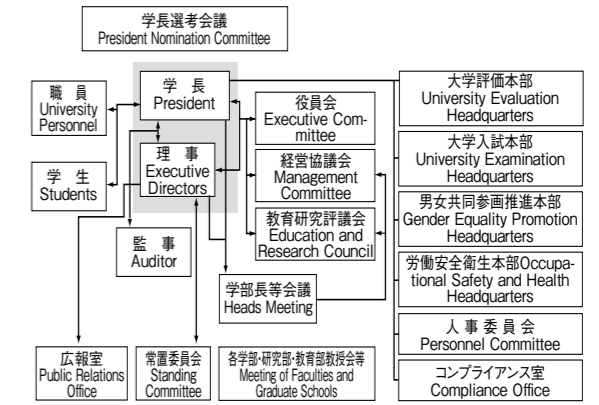 学長選考会議
President Nomination Committee
職 員
University
Personnel
学 長
President
役員会
Executive Com-
mittee
大学評価本部
University Evaluation
Headquarters
理 事
Executive
Directors
経営協議会
Management
Committee
大学入試本部
University Examination
Headquarters
学 生
Students
教育研究評議会
Education and
Research Council
男女共同参画推進本部
Gender Equality Promotion
Headquarters
監 事
Auditor
労働安全衛生本部Occupa-
tional Safety and Health
Headquarters
学部長等会議
Heads Meeting
人 事 委 員 会
Personnel Committee
広報室
Public Relations
Office
常置委員会
Standing
Committee
各学部・研究部・教育部教授会等
Meeting of Faculties and
Graduate Schools
コンプライアンス室
Compliance Office